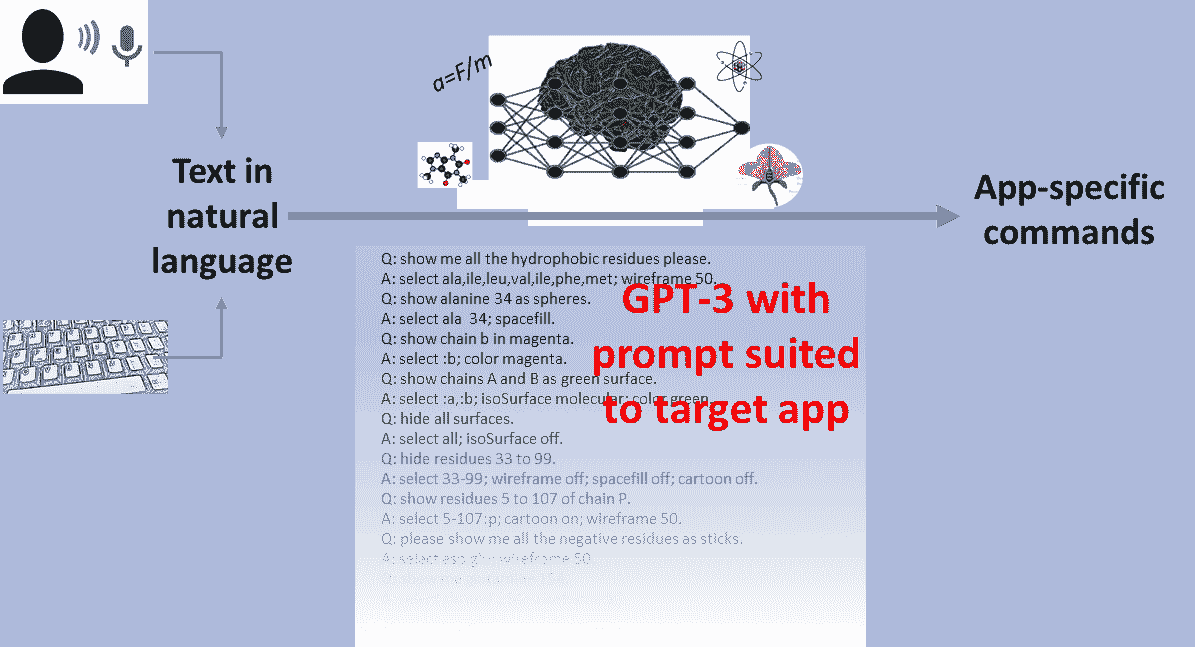 a=F/m
Text in
natural
language
App-specific
commands
Q: show me all the hydrophobic residues please.
A: select ala,ile,leu,val,ile,phe,met; wireframe 50.
Q: show alanine 34 as spheres.
A: select ala 34; spacefill.
Q: show chain b in magenta.
A: select :b; color magenta.
Q: show chains A and B as green surface.
A: select :a,:b; isoSurface molecular; color green.
Q: hide all surfaces.
A: select all; isoSurface off.
Q: hide residues 33 to 99.
A: select 33-99; wireframe off; spacefill off; cartoon off.
Q: show residues 5 to 107 of chain P.
A: select 5-107:p; cartoon on; wireframe 50.
Q: please show me all the negative residues as sticks.
A: select asp glu wireframe 50
GPT-3 with
prompt suited
to target app